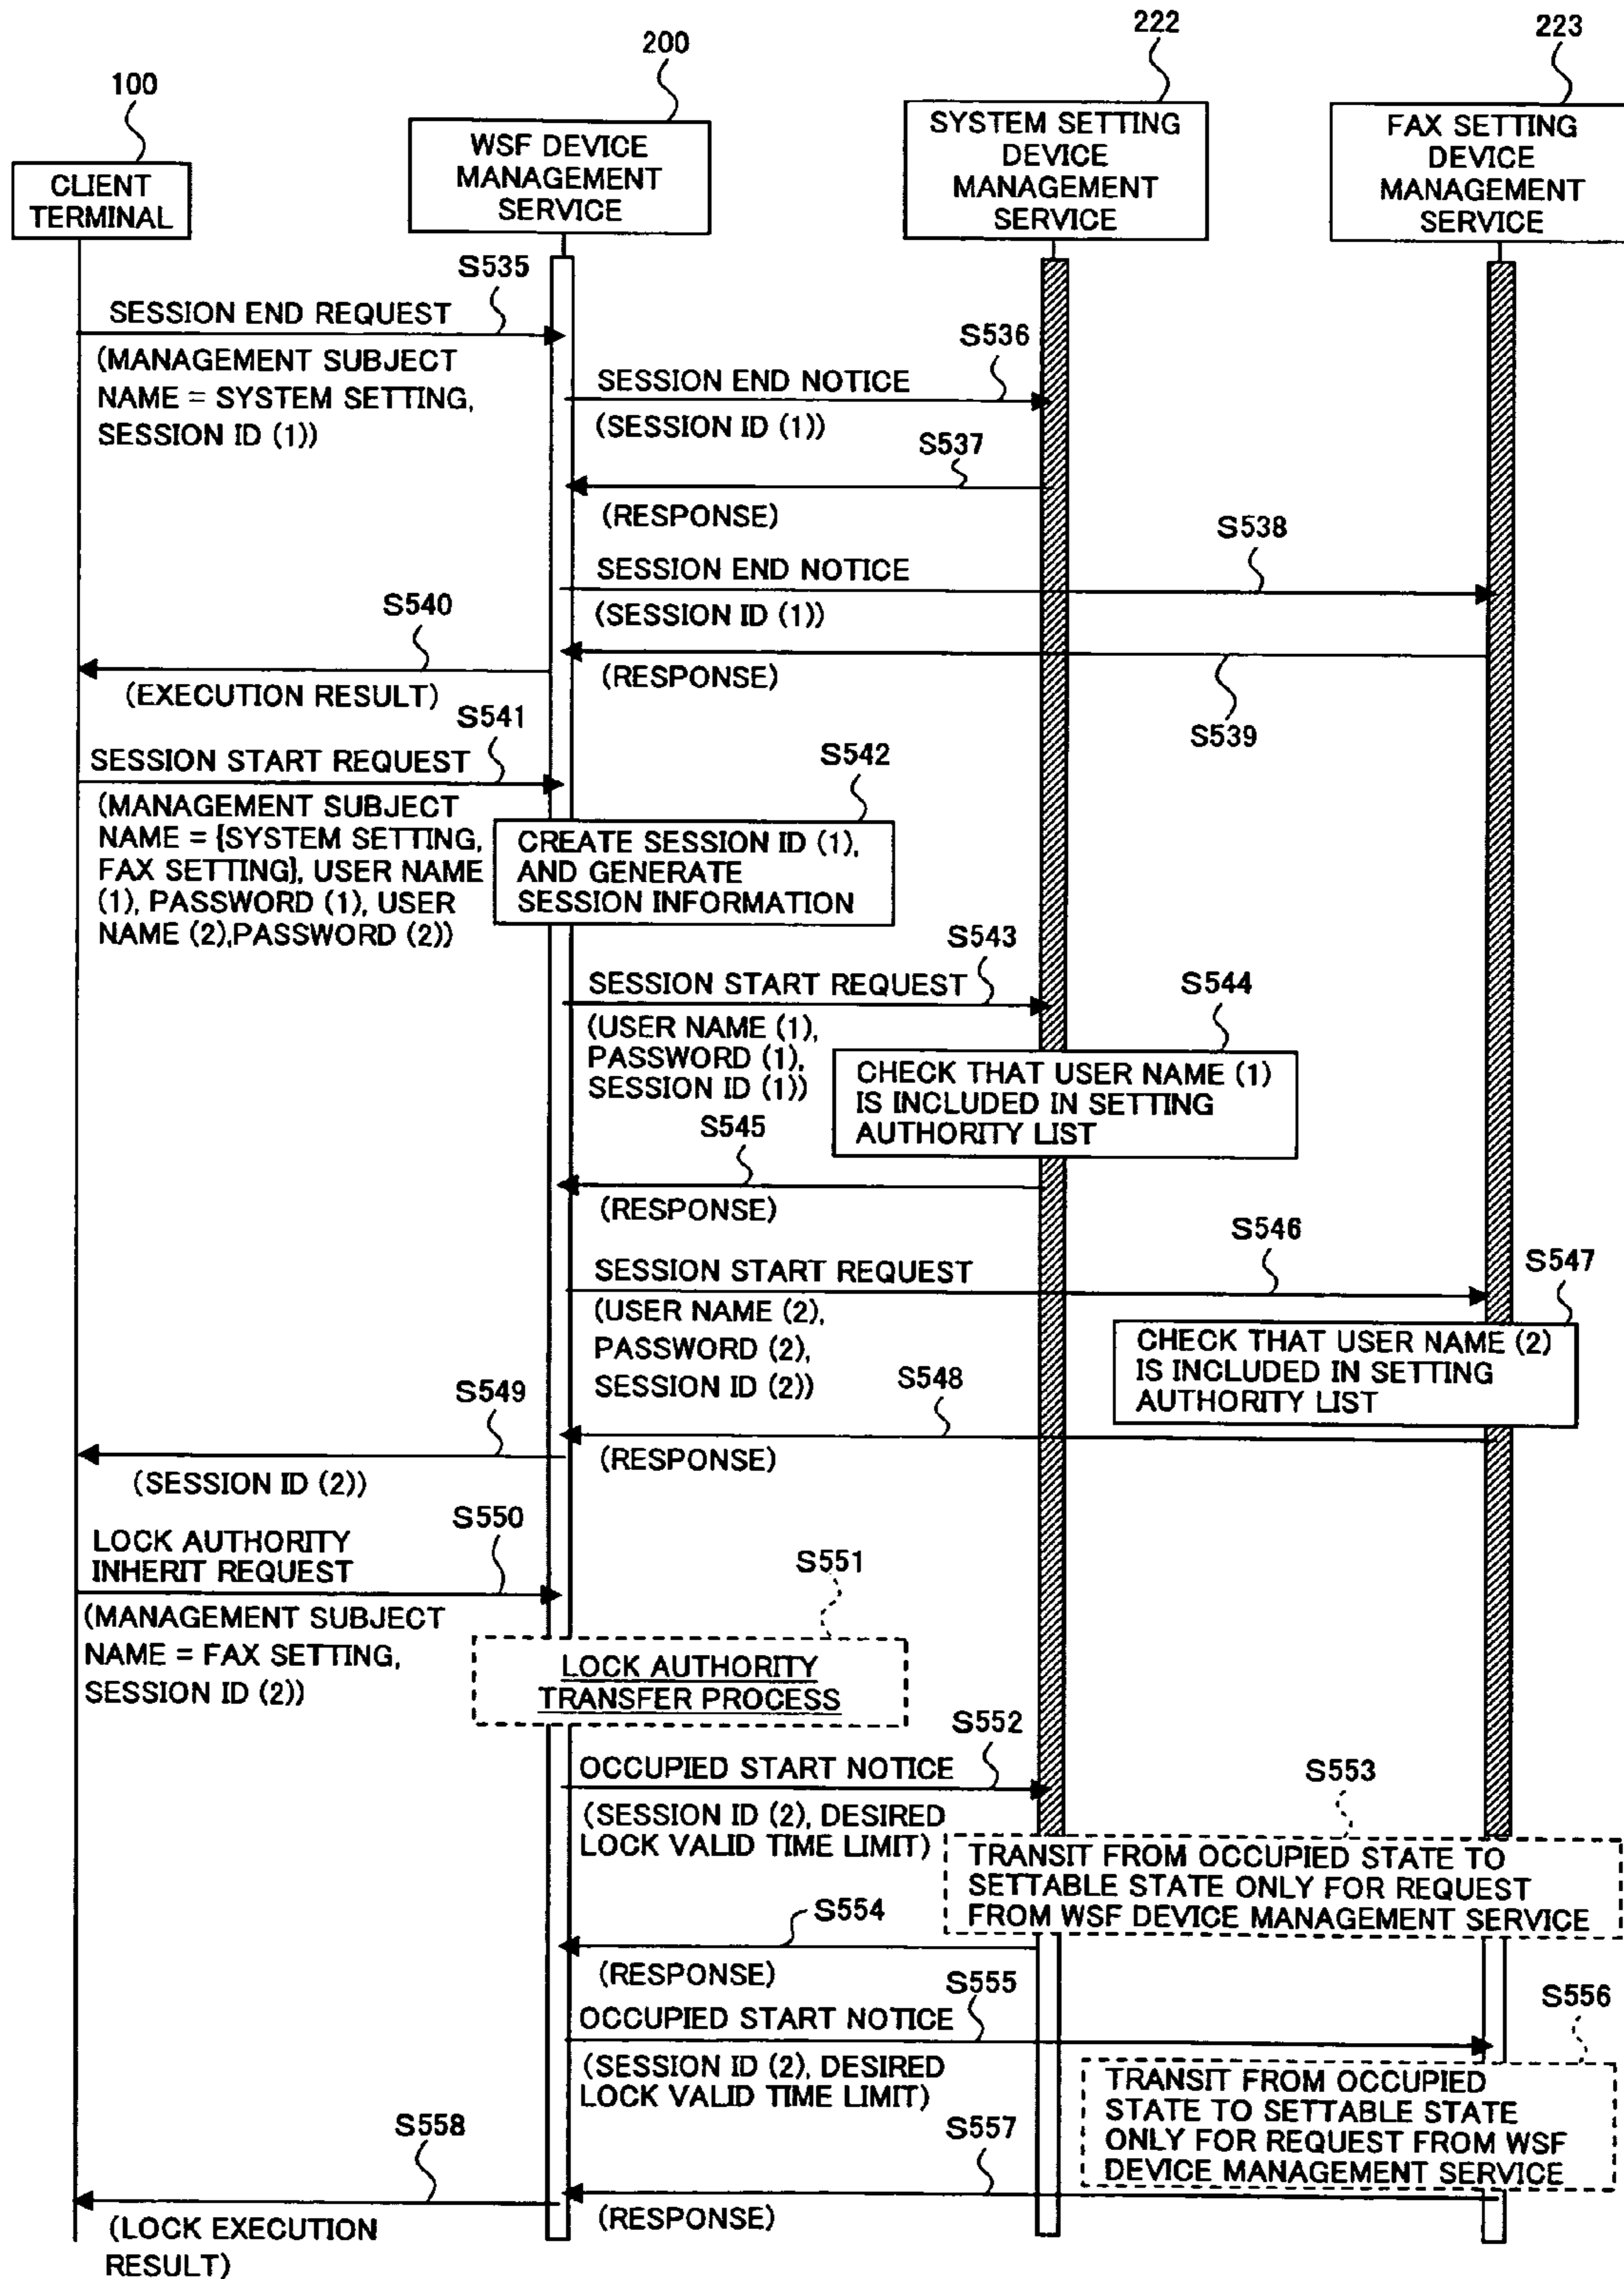 100
200
222
223
CLIENT
TERMINAL
WSF DEVICE
MANAGEMENT
SERVICE
SYSTEM SETTING
DEVICE
MANAGEMENT
SERVICE
FAX SETTING
DEVICE
MANAGEMENT
SERVICE
S535
SESSION END REQUEST
(MANAGEMENT SUBJECT
NAME = SYSTEM SETTING,
SESSION ID (1))
S536
SESSION END NOTICE
(SESSION ID (1))
S537
(RESPONSE)
S538
SESSION END NOTICE
(SESSION ID (1))
S540
(EXECUTION RESULT)
(RESPONSE)
S539
S541
SESSION START REQUEST
(MANAGEMENT SUBJECT
NAME = {SYSTEM SETTING,
FAX SETTING}, USER NAME
(1), PASSWORD (1), USER
NAME (2),PASSWORD (2))
S542
CREATE SESSION ID (1),
AND GENERATE
SESSION INFORMATION
S543
SESSION START REQUEST
(USER NAME (1),
PASSWORD (1),
SESSION ID (1))
S544
CHECK THAT USER NAME (1)
IS INCLUDED IN SETTING
AUTHORITY LIST
S545
(RESPONSE)
S546
SESSION START REQUEST
(USER NAME (2),
PASSWORD (2),
SESSION ID (2))
S547
CHECK THAT USER NAME (2)
IS INCLUDED IN SETTING
AUTHORITY LIST
S548
(RESPONSE)
S549
(SESSION ID (2))
S550
LOCK AUTHORITY
INHERIT REQUEST
(MANAGEMENT SUBJECT
NAME = FAX SETTING,
SESSION ID (2))
S551
LOCK AUTHORITY
TRANSFER PROCESS
S552
OCCUPIED START NOTICE
(SESSION ID (2), DESIRED
LOCK VALID TIME LIMIT)
S553
TRANSIT FROM OCCUPIED STATE TO
SETTABLE STATE ONLY FOR REQUEST
FROM WSF DEVICE MANAGEMENT SERVICE
S554
(RESPONSE)
S555
OCCUPIED START NOTICE
(SESSION ID (2), DESIRED
LOCK VALID TIME LIMIT)
S556
TRANSIT FROM OCCUPIED
STATE TO SETTABLE STATE
ONLY FOR REQUEST FROM WSF
DEVICE MANAGEMENT SERVICE
S557
(RESPONSE)
S558
(LOCK EXECUTION
RESULT)